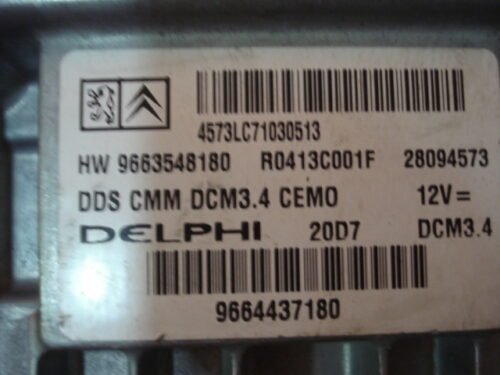 4573LC71030513
HW 9663548180 R0413C001F 28094573
DDS CMM DCM3.4 CEMO 12V=
DELPHI 20D7 DCM3.4
9664437180